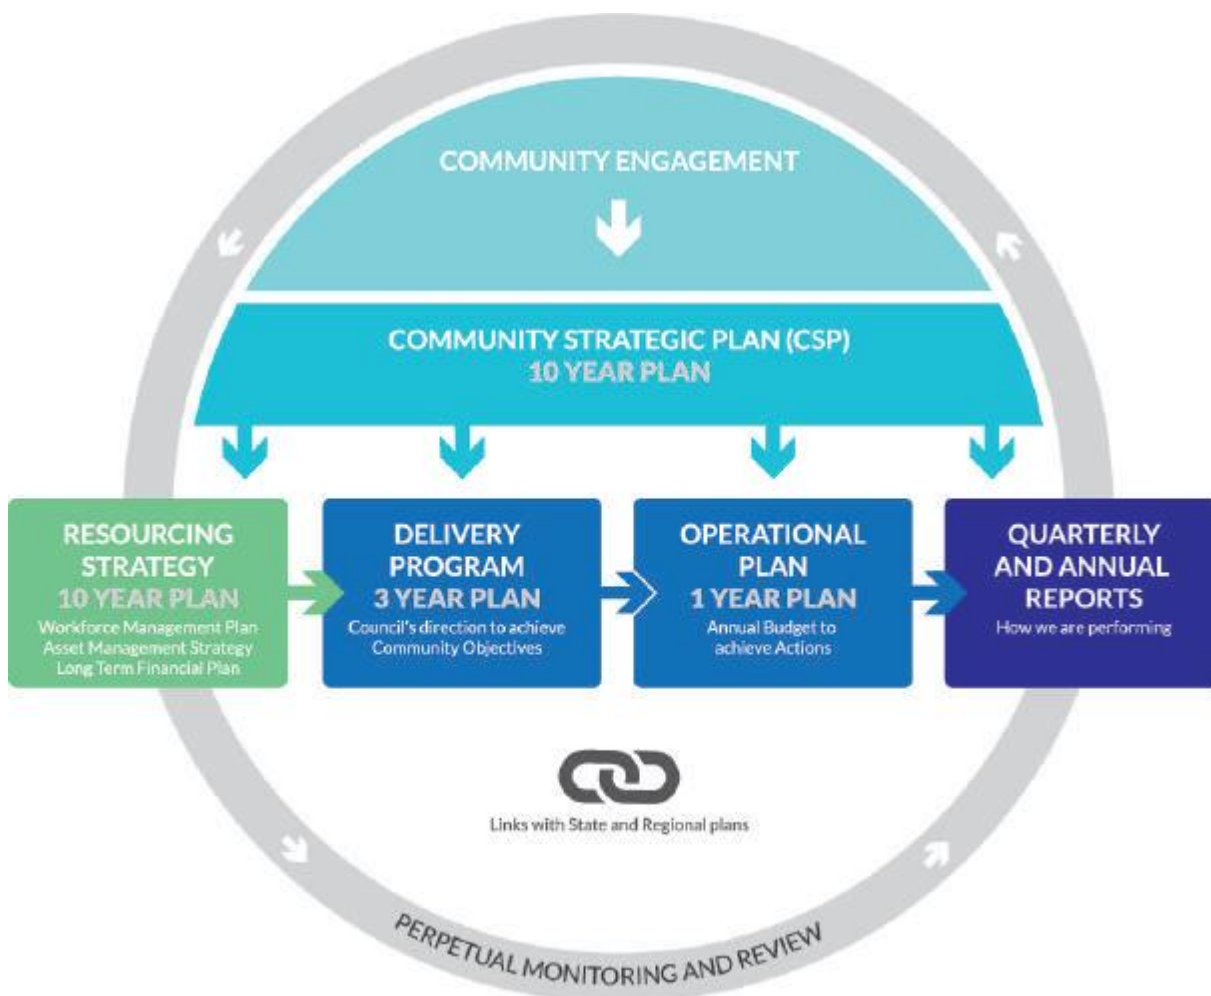 COMMUNITY ENGAGEMENT
COMMUNITY STRATEGIC PLAN (CSP)
10 YEAR PLAN
RESOURCING
STRATEGY
10 YEAR PLAN
Workforce Management Plan
Asset Management Strategy
Long Term Financial Plan
DELIVERY
PROGRAM
3 YEAR PLAN
Council's direction to achieve
Community Objectives
OPERATIONAL
PLAN
1 YEAR PLAN
Annual Budget to
achieve Actions
QUARTERLY
AND ANNUAL
REPORTS
How we are performing
Links with State and Regional plans
PERPETUAL MONITORING AND REVIEW